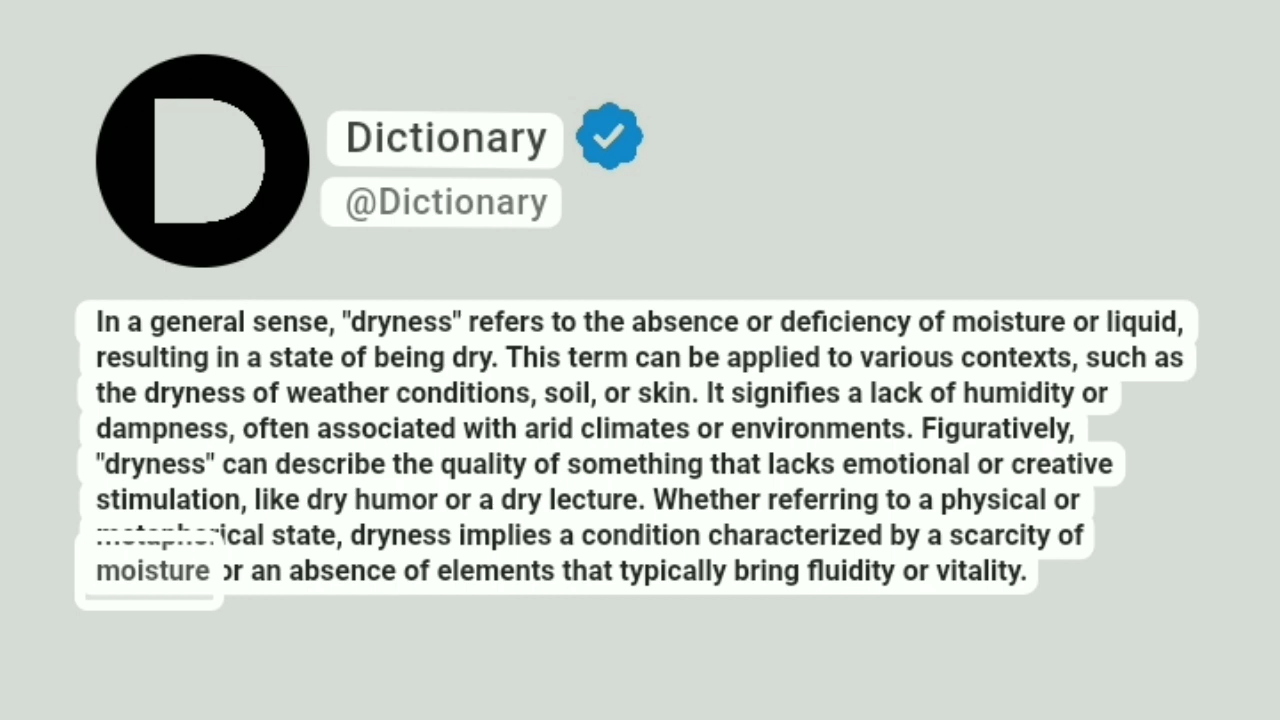 D
Dictionary
@Dictionary
In a general sense, "dryness" refers to the absence or deficiency of moisture or liquid,
resulting in a state of being dry. This term can be applied to various contexts, such as
the dryness of weather conditions, soil, or skin. It signifies a lack of humidity or
dampness, often associated with arid climates or environments. Figuratively,
"dryness" can describe the quality of something that lacks emotional or creative
stimulation, like dry humor or a dry lecture. Whether referring to a physical or
metaphorical state, dryness implies a condition characterized by a scarcity of
moisture or an absence of elements that typically bring fluidity or vitality.